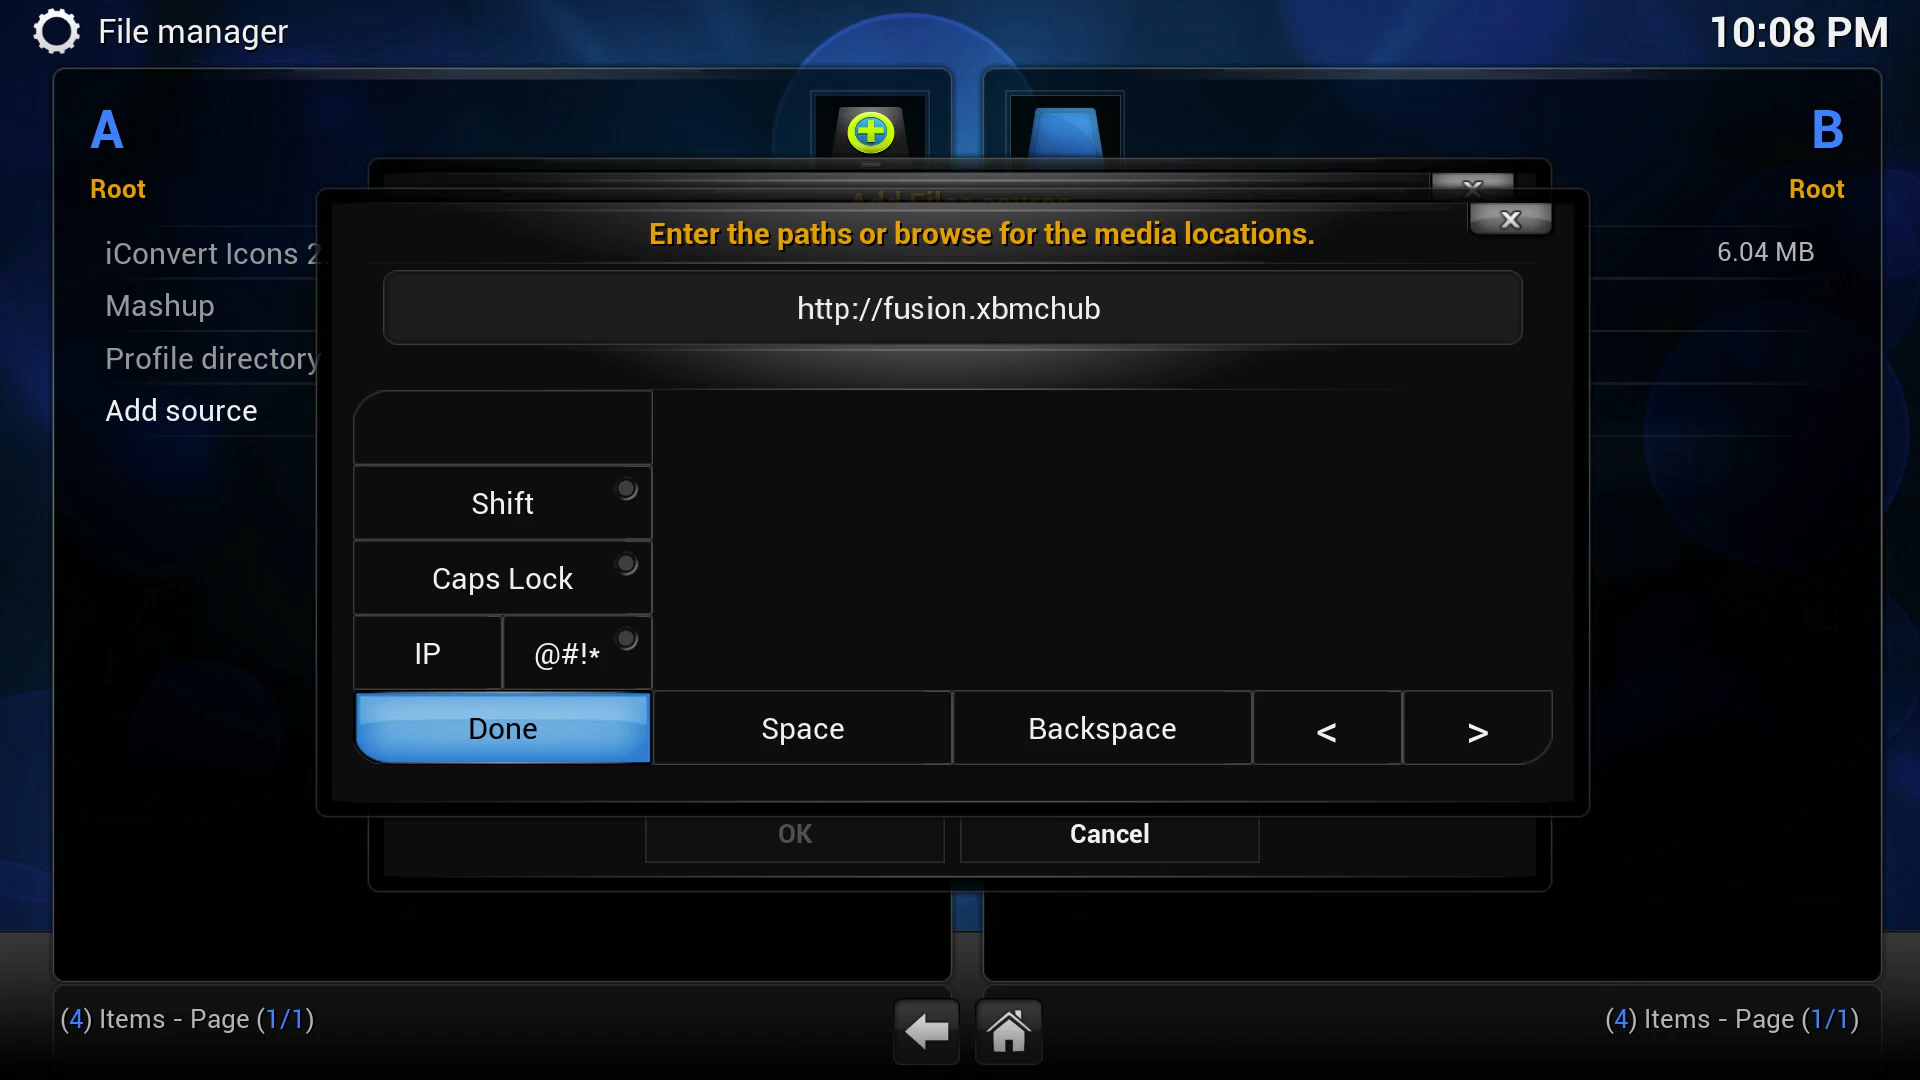 File manager
10:08 PM
A
B
Root
Root
Enter the paths or browse for the media locations.
http://fusion.xbmchub
iConvert Icons 2.
6.04 MB
Mashup
Profile directory
Add source
Shift
Caps Lock
IP
@#!*
Done
Space
Backspace
<
>
OK
Cancel
(4) Items - Page (1/1)
(4) Items - Page (1/1)